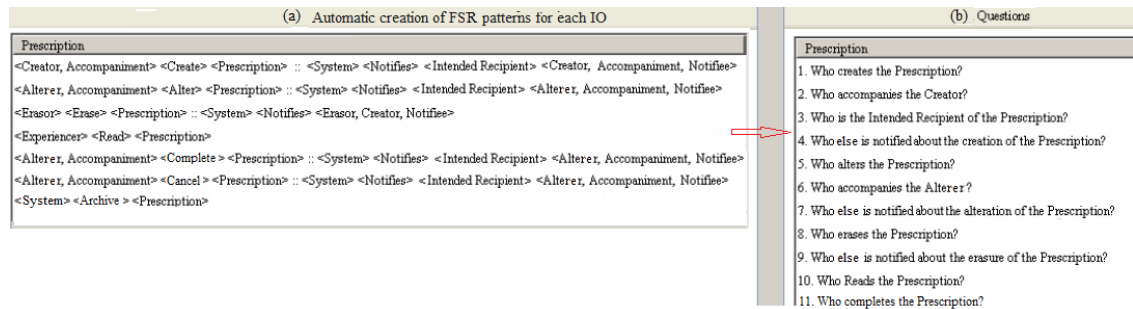 (a) Automatic creation of FSR patterns for each IO
Prescription
<Creator, Accompaniment> <Create> <Prescription> :: <System> <Notifies> <Intended Recipient> <Creator, Accompaniment, Notifiee>
<Alterer, Accompaniment> <Alter> <Prescription> :: <System> <Notifies> <Intended Recipient> <Alterer, Accompaniment, Notifiee>
<Erasor> <Erase> <Prescription> :: <System> <Notifies> <Erasor, Creator, Notifiee>
<Experiencer> <Read> <Prescription>
<Alterer, Accompaniment> <Complete> <Prescription> :: <System> <Notifies> <Intended Recipient> <Alterer, Accompaniment, Notifiee>
<Alterer, Accompaniment> <Cancel > <Prescription> :: <System> <Notifies> <Intended Recipient> <Alterer, Accompaniment, Notifiee>
<System> <Archive > <Prescription>
(b) Questions
Prescription
1. Who creates the Prescription?
2. Who accompanies the Creator?
3. Who is the Intended Recipient of the Prescription?
4. Who else is notified about the creation of the Prescription?
5. Who alters the Prescription?
6. Who accompanies the Alterer?
7. Who else is notified about the alteration of the Prescription?
8. Who erases the Prescription?
9. Who else is notified about the erasure of the Prescription?
10. Who Reads the Prescription?
11. Who completes the Prescription?